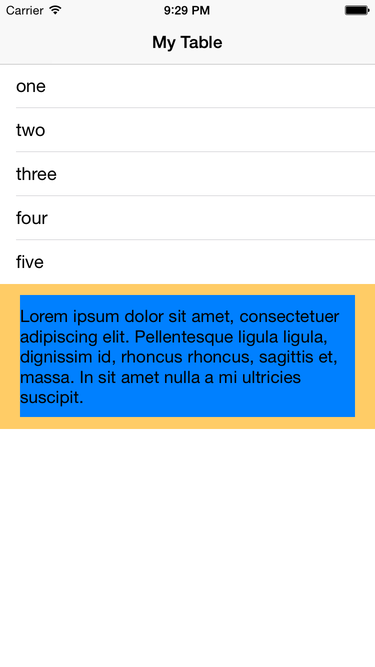 Carrier 9:29 PM
My Table
one
two
three
four
five
Lorem ipsum dolor sit amet, consectetuer
adipiscing elit. Pellentesque ligula ligula,
dignissim id, rhoncus rhoncus, sagittis et,
massa. In sit amet nulla a mi ultricies
suscipit.